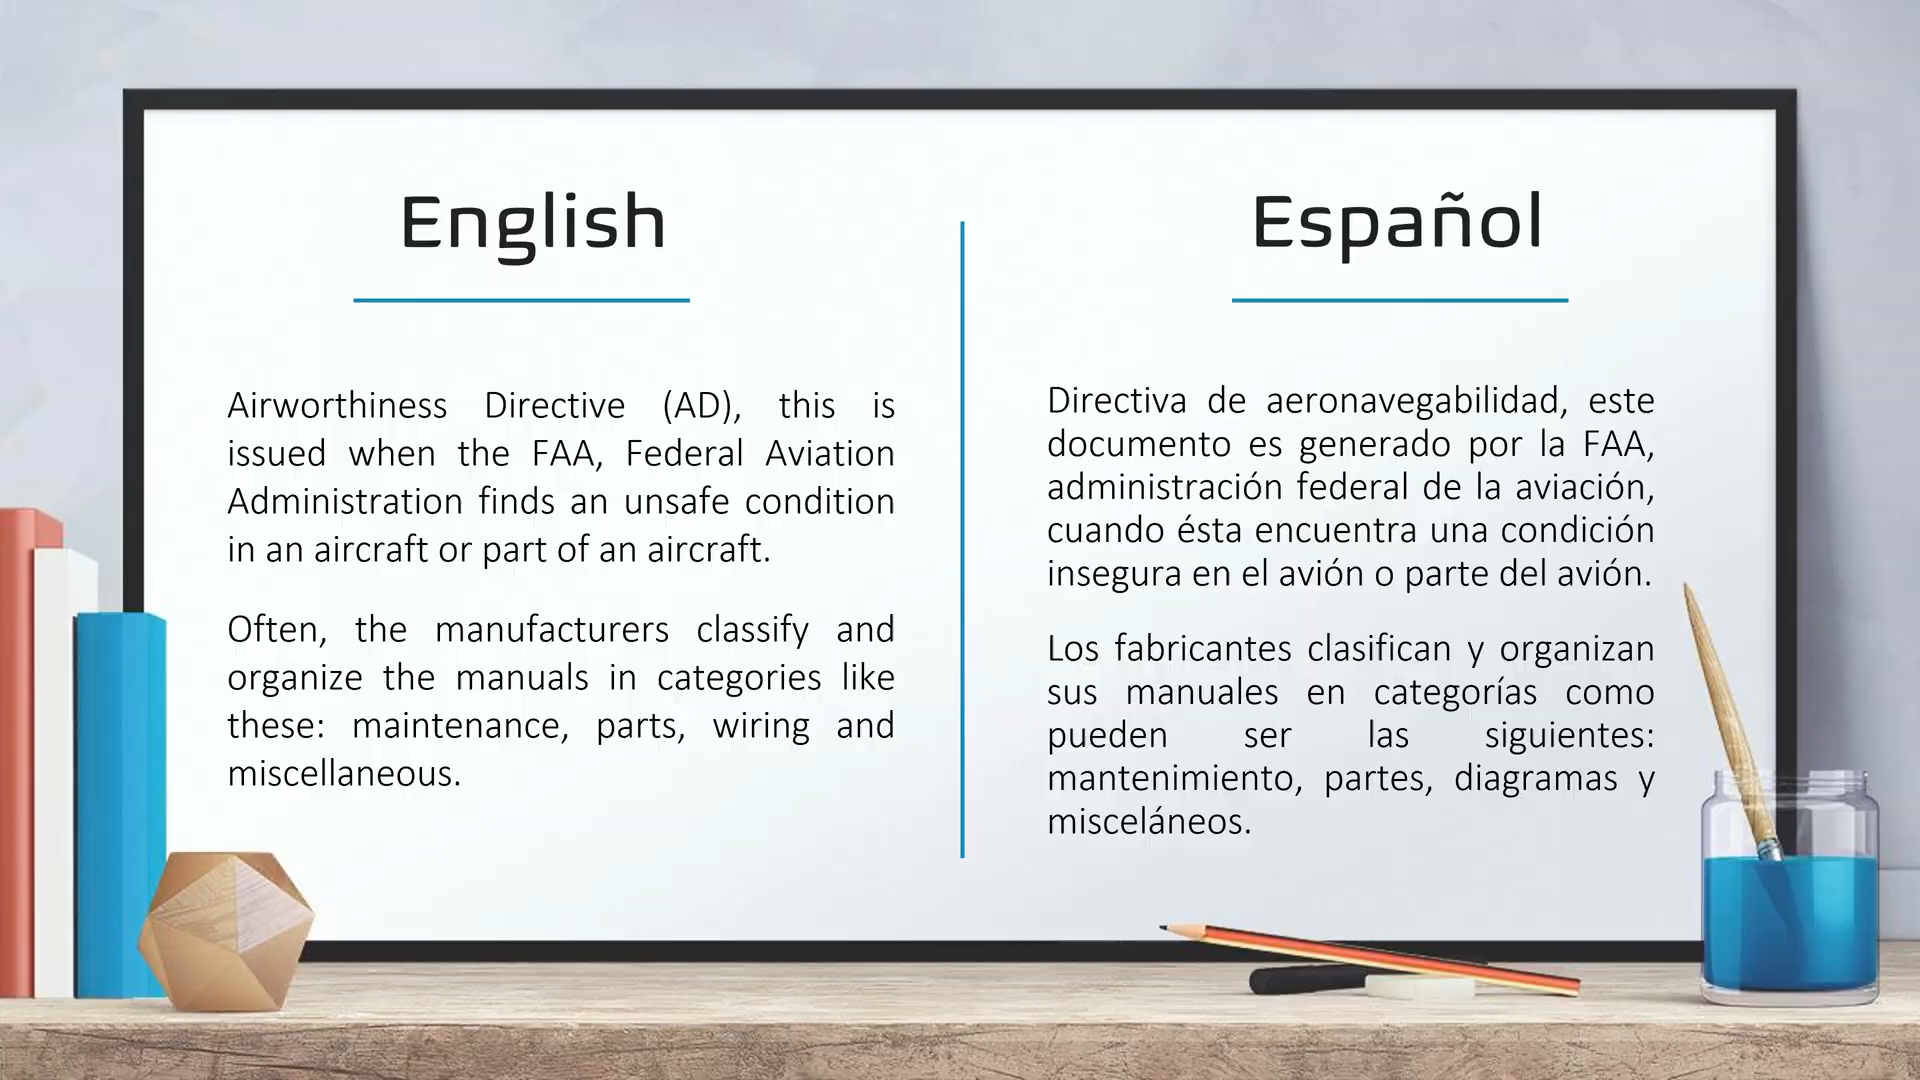 English
Airworthiness Directive (AD), this is
issued when the FAA, Federal Aviation
Administration finds an unsafe condition
in an aircraft or part of an aircraft.
Often, the manufacturers classify and
organize the manuals in categories like
these: maintenance, parts, wiring and
miscellaneous.
Español
Directiva de aeronavegabilidad, este
documento es generado por la FAA,
administración federal de la aviación,
cuando ésta encuentra una condición
insegura en el avión o parte del avión.
Los fabricantes clasifican y organizan
sus manuales en categorías como
pueden ser las siguientes:
mantenimiento, partes, diagramas y
misceláneos.